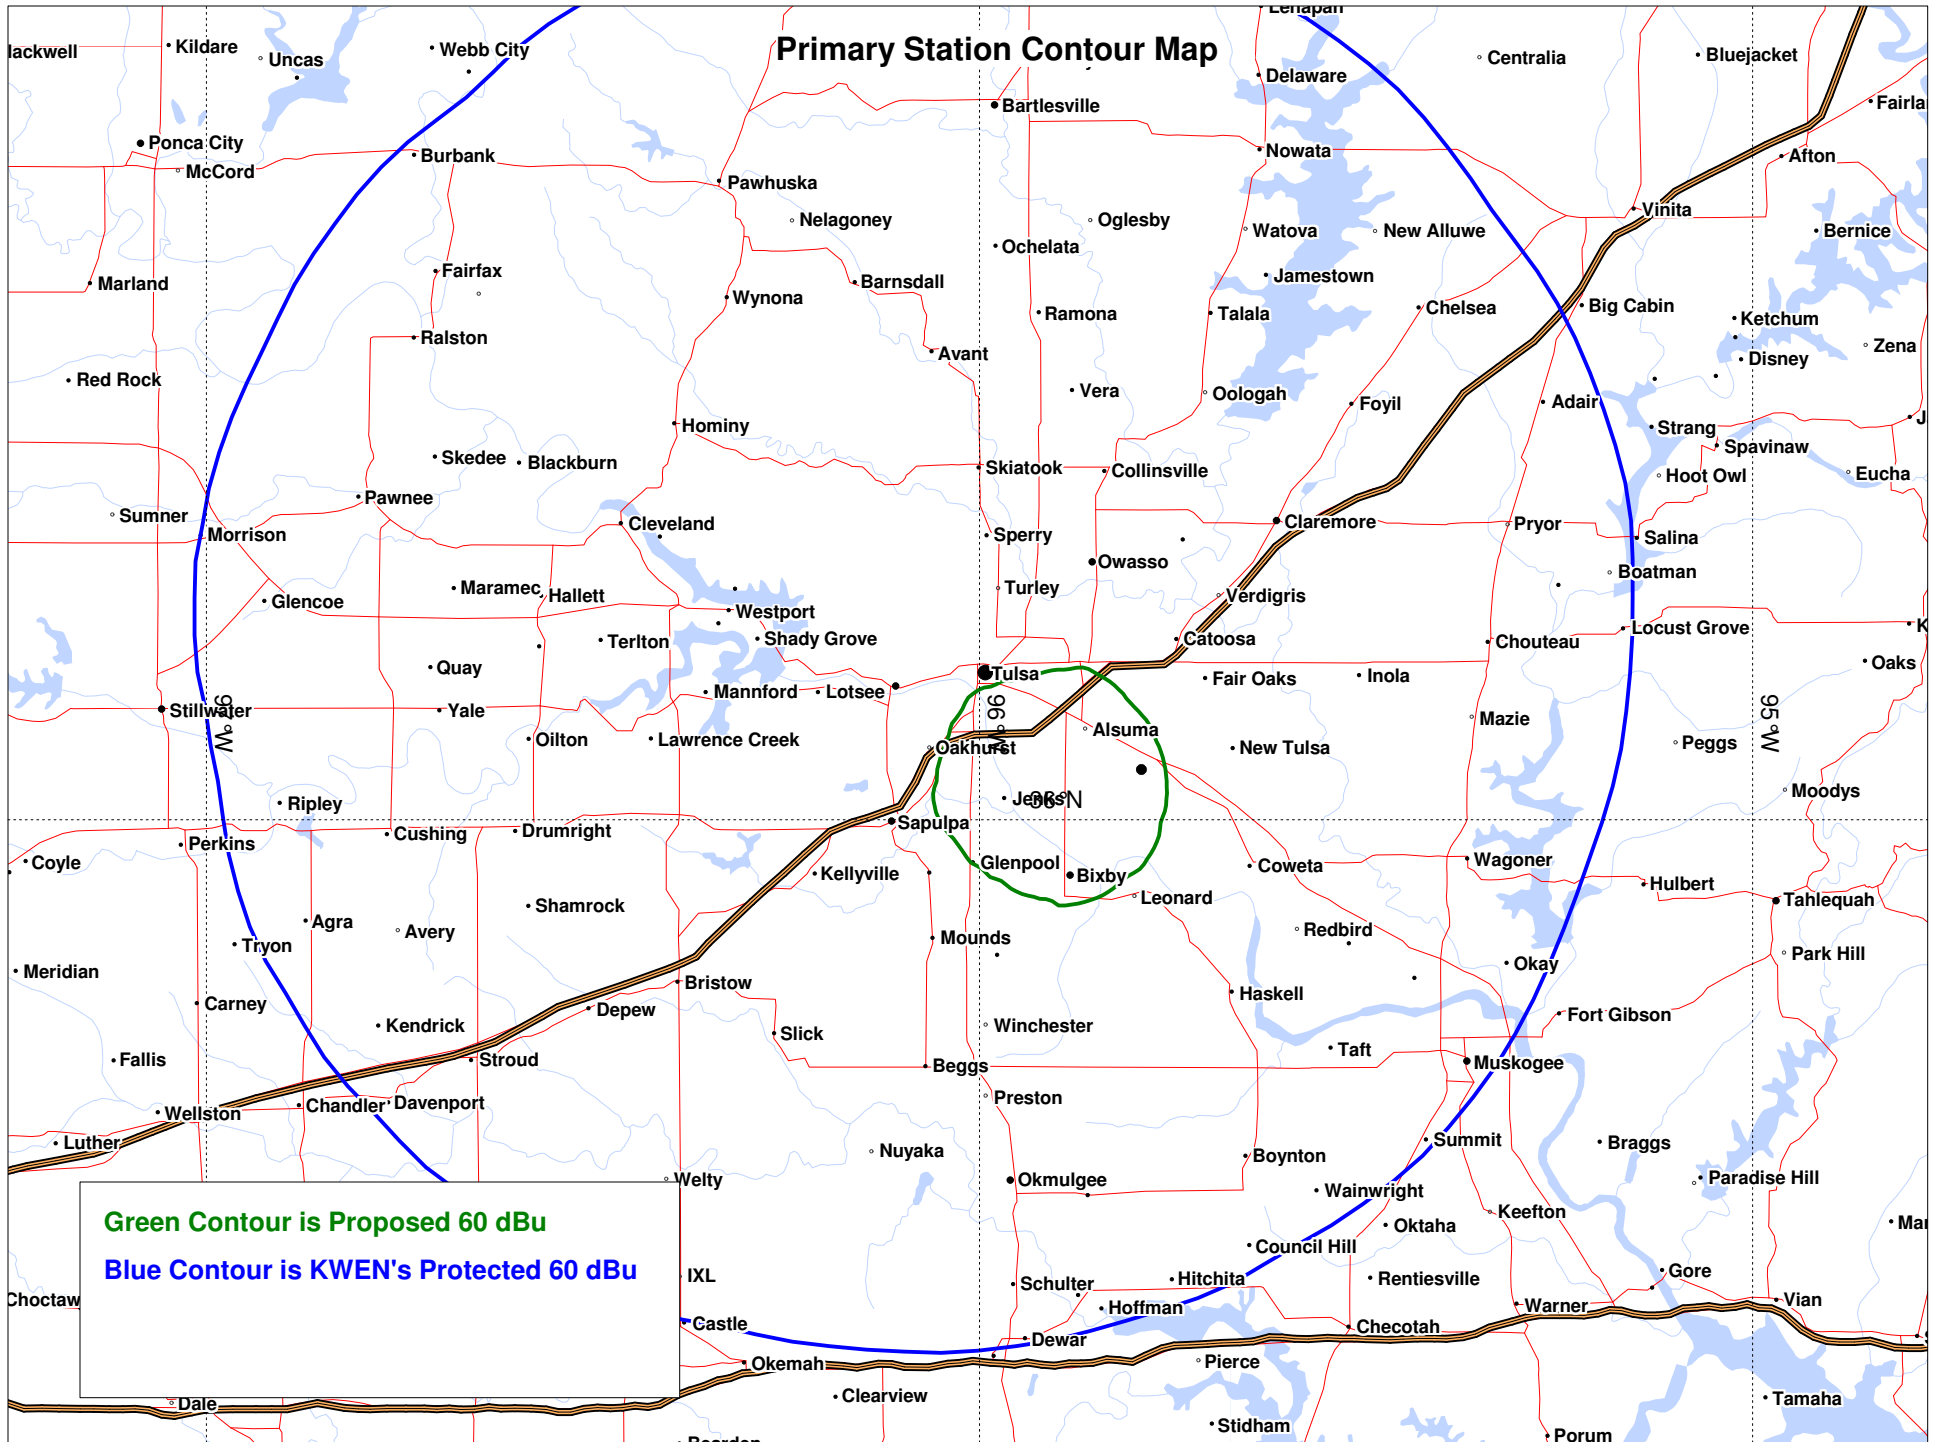 Primary Station Contour Map
Lenapah
lackwell
Kildare
Uncas
Webb City
Centralia
Bluejacket
Delaware
Bartlesville
Fairla
Ponca City
McCord
Burbank
Nowata
Afton
Pawhuska
Nelagoney
Oglesby
Watova
New Alluwe
Vinita
Bernice
Ochelata
Marland
Fairfax
Wynona
Barnsdall
Jamestown
Ramona
Talala
Chelsea
Big Cabin
Ketchum
Ralston
Avant
Zena
Disney
Red Rock
Vera
Oologah
Foyil
Adair
Hominy
Strang
J
Spavinaw
Skedee
Blackburn
Skiatook
Collinsville
Hoot Owl
Eucha
Pawnee
Sumner
Morrison
Cleveland
Sperry
Claremore
Pryor
Salina
Owasso
Boatman
Glencoe
Maramec
Hallett
Turley
Verdigris
Westport
Shady Grove
Terlton
Catoosa
Chouteau
Locust Grove
K
Quay
Tulsa
Fair Oaks
Inola
Oaks
Mannford
Lotsee
Stillwater
97°W
Yale
96°W
95°W
Mazie
Alsuma
Oilton
Lawrence Creek
Oakhurst
New Tulsa
Peggs
Ripley
Jenks
36°N
Moodys
Sapulpa
Perkins
Cushing
Drumright
Coyle
Kellyville
Glenpool
Bixby
Coweta
Wagoner
Hulbert
Shamrock
Leonard
Tahlequah
Agra
Avery
Redbird
Tryon
Mounds
Meridian
Okay
Park Hill
Carney
Bristow
Depew
Haskell
Kendrick
Slick
Winchester
Fort Gibson
Fallis
Stroud
Beggs
Taft
Muskogee
Wellston
Chandler
Davenport
Preston
Luther
Nuyaka
Boynton
Summit
Braggs
Welty
Okmulgee
Wainwright
Paradise Hill
Green Contour is Proposed 60 dBu
Oktaha
Keefton
Mar
Council Hill
Blue Contour is KWEN's Protected 60 dBu
IXL
Schulter
Hitchita
Rentiesville
Gore
Choctaw
Hoffman
Warner
Vian
Castle
Dewar
Checotah
Okemah
Pierce
Dale
Clearview
Tamaha
Stidham
Bearden
Porum